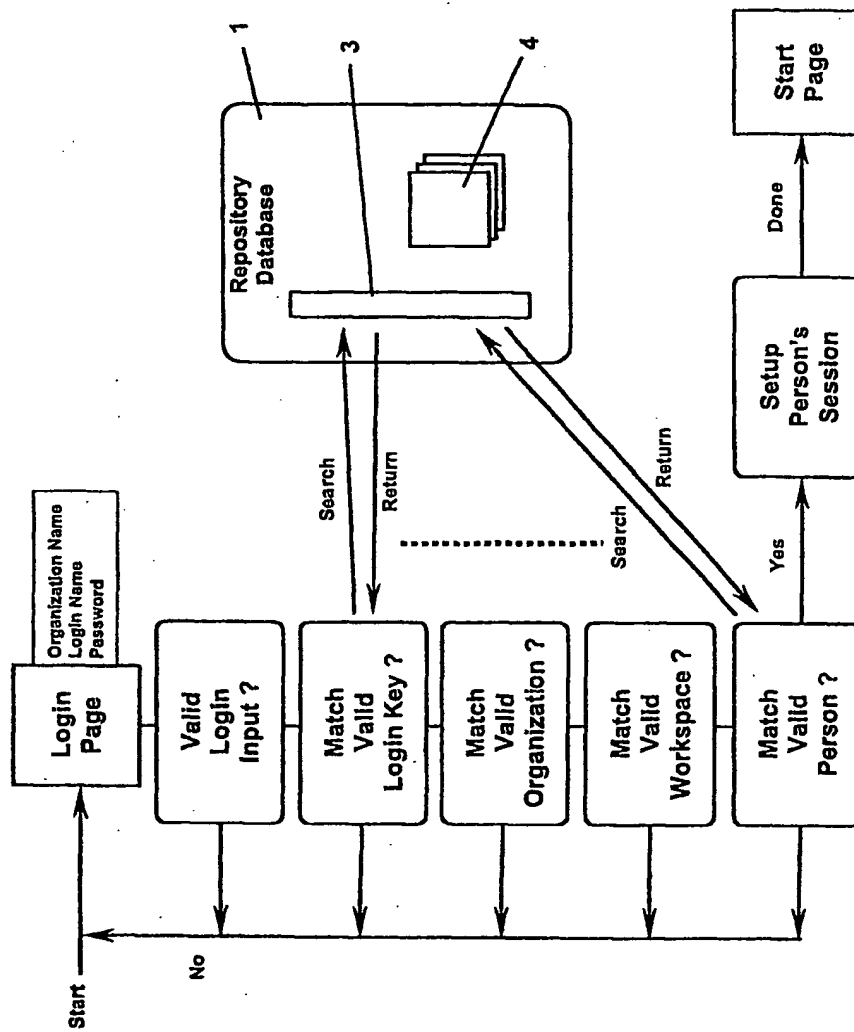 Start
No
Login
Page
Organization Name
Login Name
Password
Valid
Login
Input ?
Match
Valid
Login Key ?
Match
Valid
Organization ?
Match
Valid
Workspace ?
Match
Valid
Person ?
Search
Return
Search
Return
Repository
Database
1
3
4
Yes
Setup
Person's
Session
Done
Start
Page